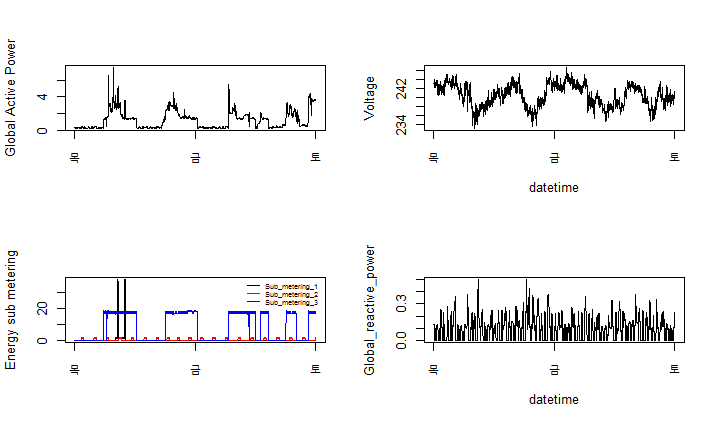 Global Active Power
0
4
목
금
토
Voltage
234
242
목
금
토
datetime
Energy sub metering
0
20
목
금
토
Sub_metering_1
Sub_metering_2
Sub_metering_3
Global_reactive_power
0.0
0.3
목
금
토
datetime